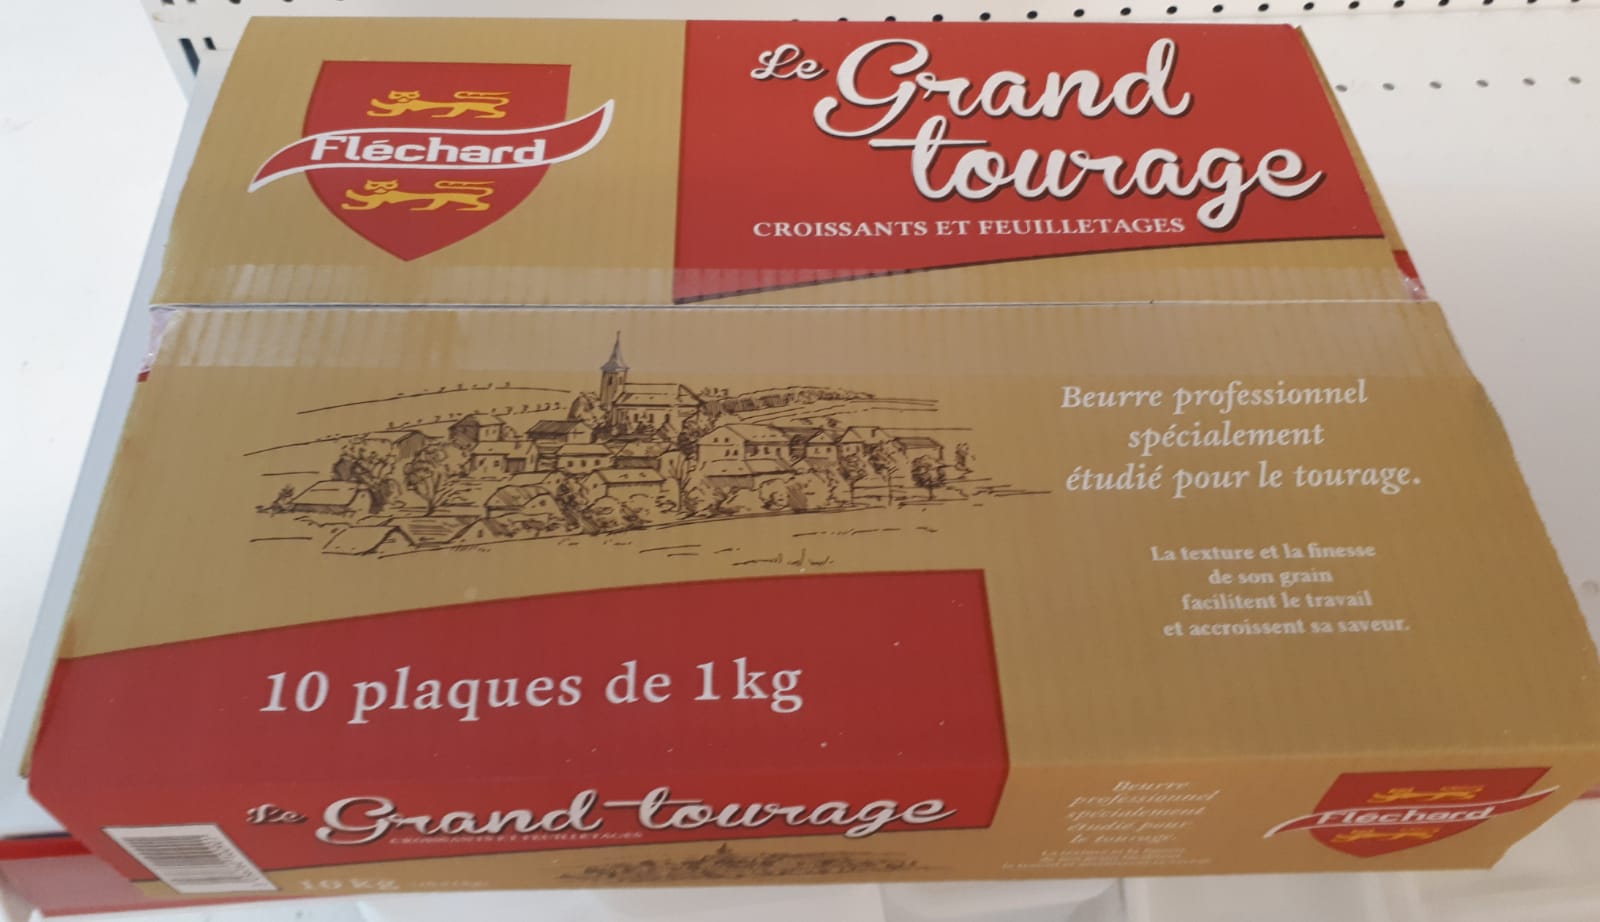 Fléchard
Le Grand
tourage
CROISSANTS ET FEUILLETAGES
Beurre professionnel
spécialement
étudié pour le tourage.
La texture et la finesse
de son grain
facilitent le travail
et accroissent sa saveur.
10 plaques de 1 kg
Le Grand tourage
CROISSANTS ET FEUILLETAGES
10 kg
Beurre
professionnel
spécialement
étudié pour
le tourage.
Fléchard